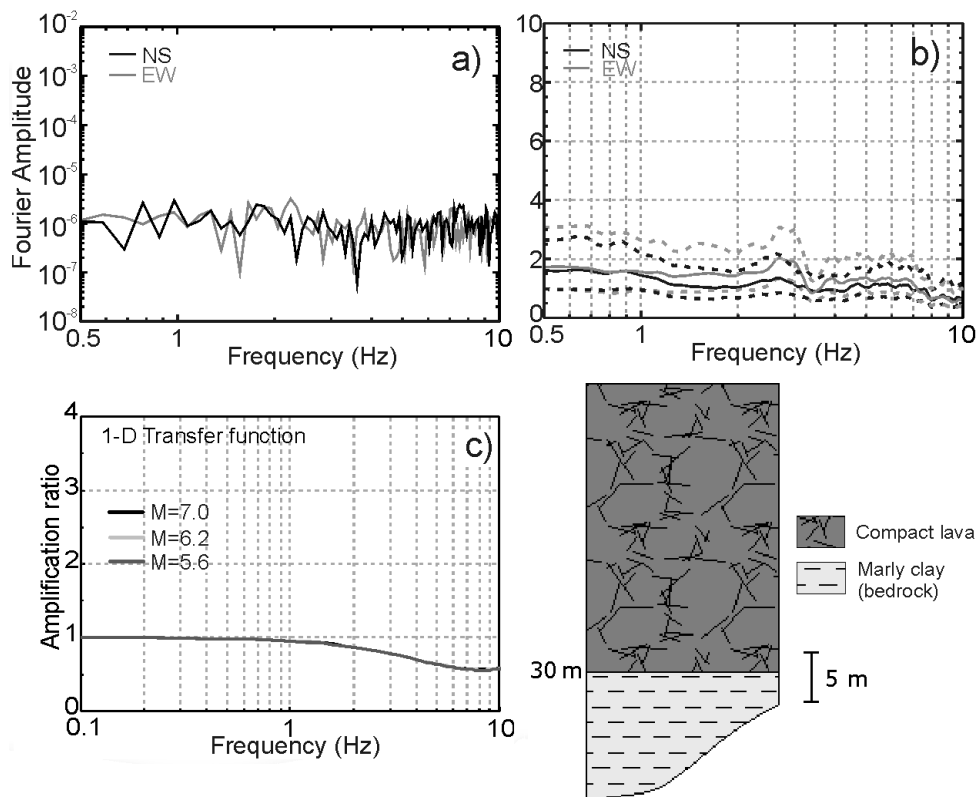 a)
NS
EW
10-2
10-3
10-4
10-5
10-6
10-7
10-8
Fourier Amplitude
0.5 1 10
Frequency (Hz)
b)
NS
EW
10
8
6
4
2
0
0.5 1 10
Frequency (Hz)
c)
1-D Transfer function
M=7.0
M=6.2
M=5.6
4
3
2
1
0
Amplification ratio
0.1 1 10
Frequency (Hz)
30 m
Compact lava
Marly clay
(bedrock)
5 m